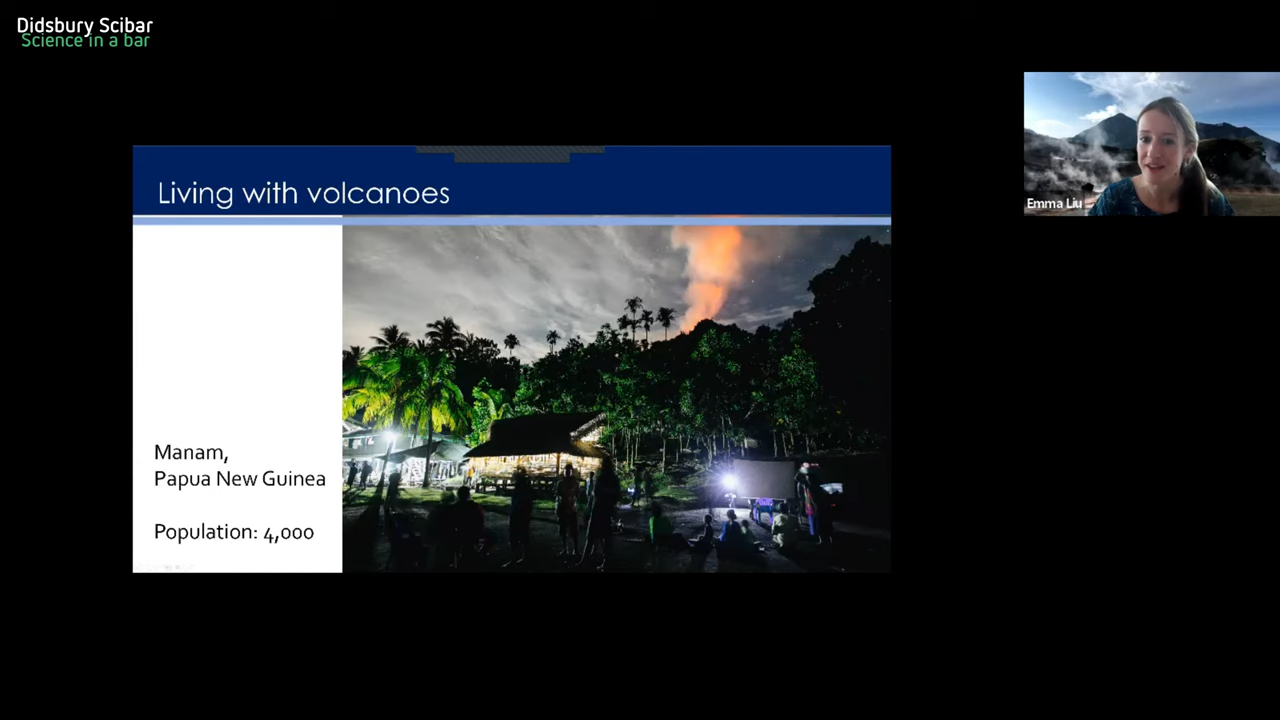 Didsbury Scibar
Science in a bar
Emma Liu
Living with volcanoes
Manam,
Papua New Guinea
Population: 4,000